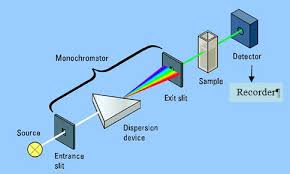 Monochromator
Source
Entrance
slit
Dispersion
device
Exit slit
Sample
Detector
Recorder¶